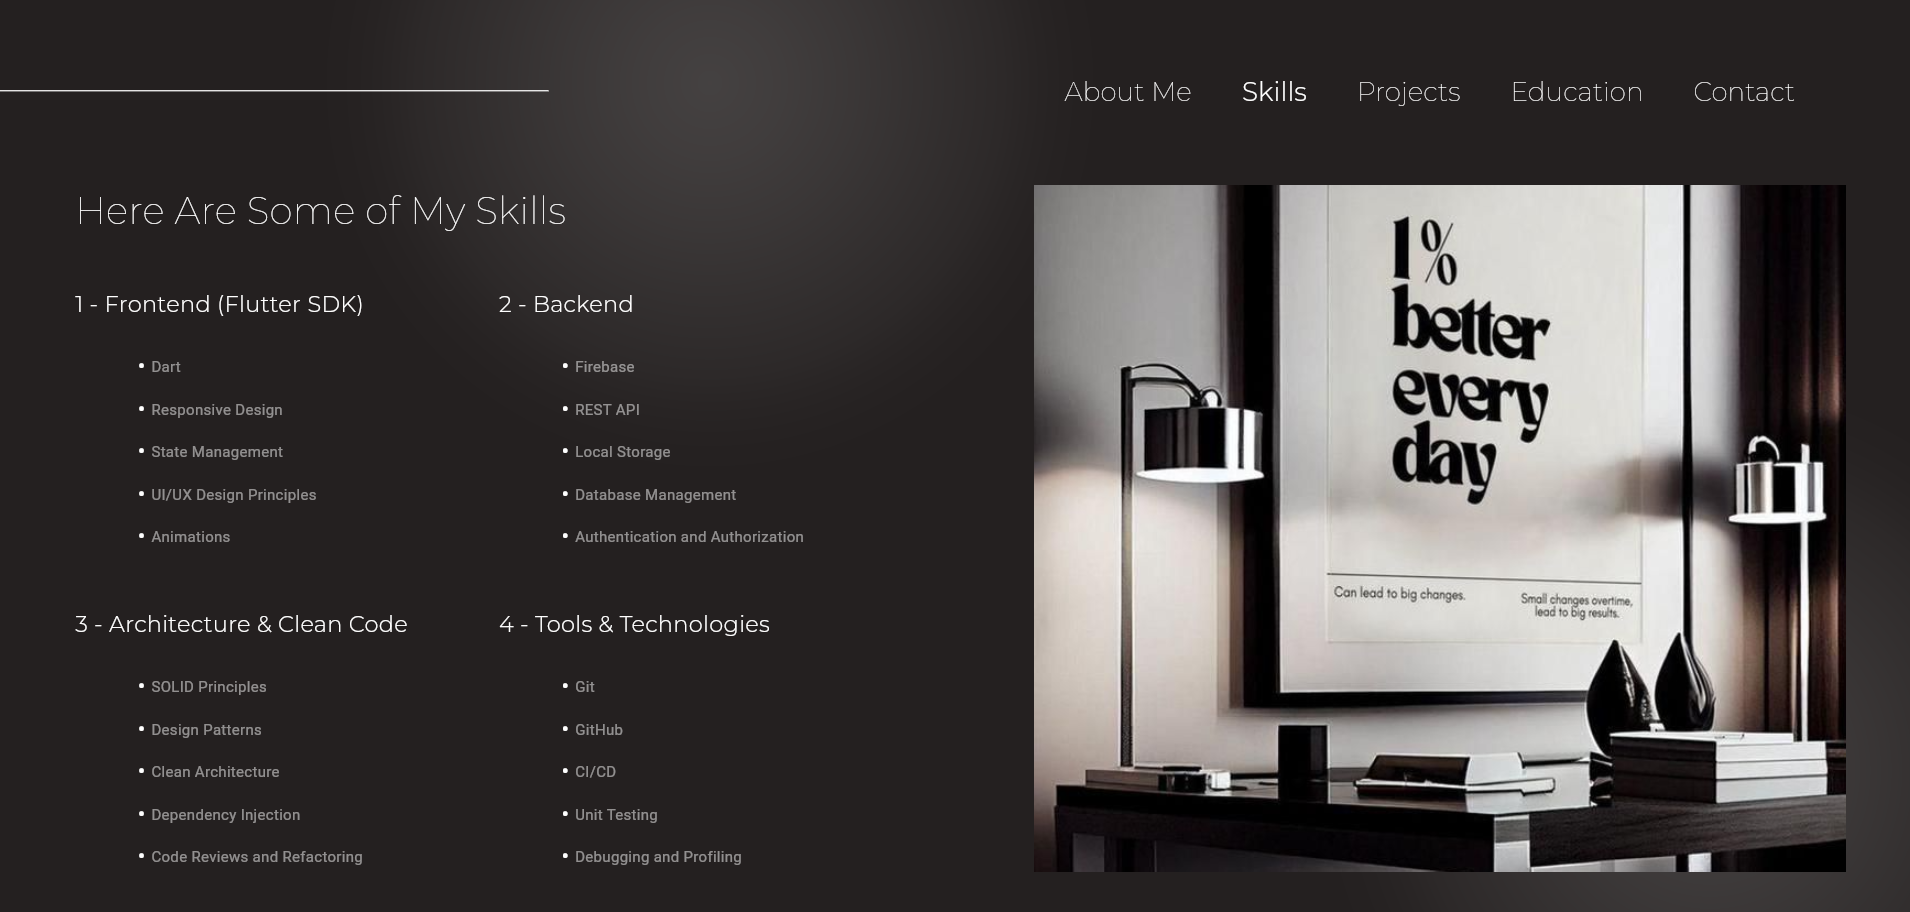 About Me Skills Projects Education Contact
Here Are Some of My Skills
1 - Frontend (Flutter SDK)
• Dart
• Responsive Design
• State Management
• UI/UX Design Principles
• Animations
2 - Backend
• Firebase
• REST API
• Local Storage
• Database Management
• Authentication and Authorization
3 - Architecture & Clean Code
• SOLID Principles
• Design Patterns
• Clean Architecture
• Dependency Injection
• Code Reviews and Refactoring
4 - Tools & Technologies
• Git
• GitHub
• CI/CD
• Unit Testing
• Debugging and Profiling
1%
better
every
day
Can lead to big changes.
Small changes overtime,
lead to big results.